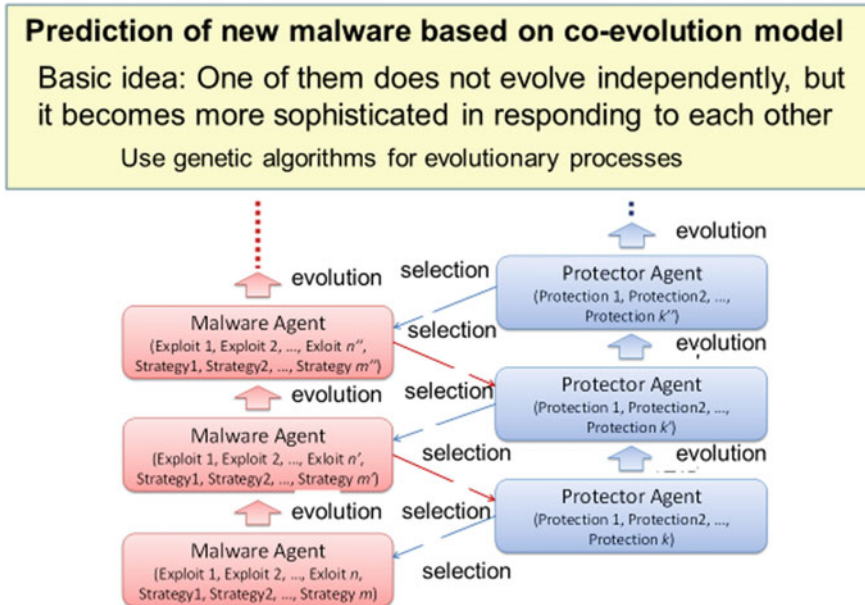 Prediction of new malware based on co-evolution model
Basic idea: One of them does not evolve independently, but
it becomes more sophisticated in responding to each other
Use genetic algorithms for evolutionary processes
evolution
evolution
selection
Protector Agent
(Protection 1, Protection2, ...,
Protection k'')
Malware Agent
(Exploit 1, Exploit 2, ..., Exloit n'',
Strategy1, Strategy2, ..., Strategy m'')
selection
evolution
evolution
selection
Protector Agent
(Protection 1, Protection2, ...,
Protection k')
Malware Agent
(Exploit 1, Exploit 2, ..., Exloit n',
Strategy1, Strategy2, ..., Strategy m')
selection
evolution
evolution
selection
Protector Agent
(Protection 1, Protection2, ...,
Protection k)
Malware Agent
(Exploit 1, Exploit 2, ..., Exloit n,
Strategy1, Strategy2, ..., Strategy m)
selection